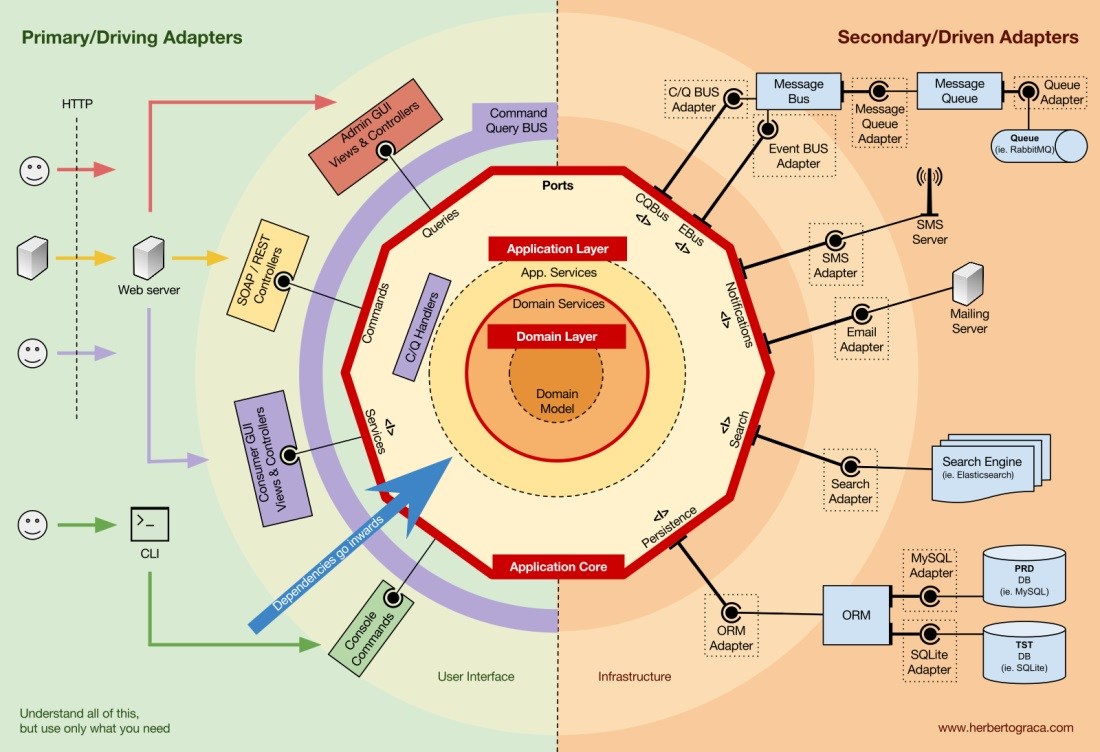 Primary/Driving Adapters
Secondary/Driven Adapters
HTTP
Web server
CLI
Admin GUI
Views & Controllers
SOAP / REST
Controllers
Consumer GUI
Views & Controllers
Console
Commands
Command
Query BUS
Dependencies go inwards
Ports
Queries
Commands
Services
</>
C/Q Handlers
Application Layer
App. Services
Domain Services
Domain Layer
Domain
Model
Application Core
CQBus
</>
EBus
</>
Notifications
</>
Search
</>
Persistence
</>
C/Q BUS
Adapter
Message
Bus
Event BUS
Adapter
Message
Queue
Adapter
Message
Queue
Queue
Adapter
Queue
(ie. RabbitMQ)
SMS
Adapter
SMS
Server
Email
Adapter
Mailing
Server
Search
Adapter
Search Engine
(ie. Elasticsearch)
ORM
Adapter
ORM
MySQL
Adapter
PRD
DB
(ie. MySQL)
SQLite
Adapter
TST
DB
(ie. SQLite)
User Interface
Infrastructure
Understand all of this,
but use only what you need
www.herbertograca.com